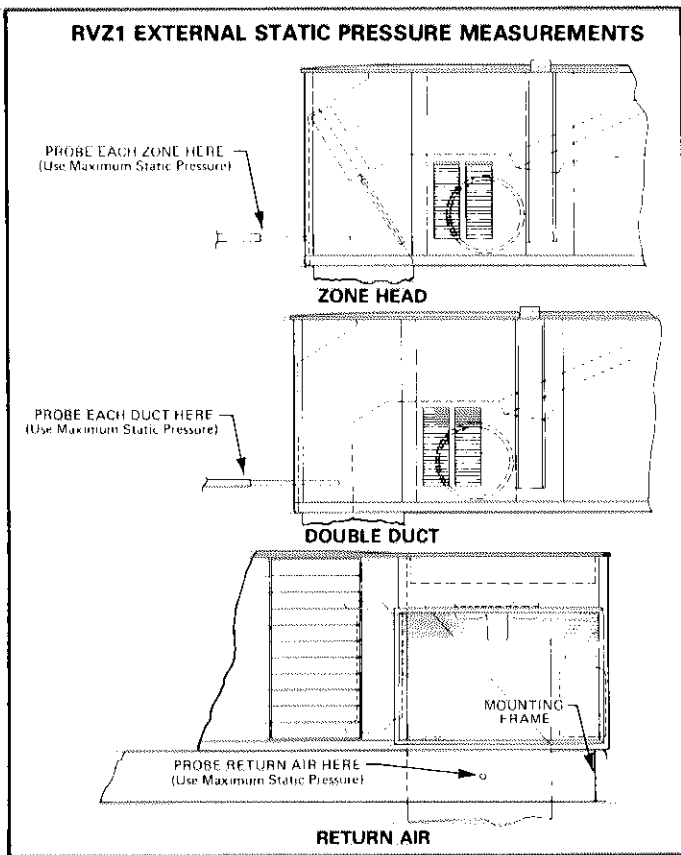 RVZ1 EXTERNAL STATIC PRESSURE MEASUREMENTS
PROBE EACH ZONE HERE
(Use Maximum Static Pressure)
ZONE HEAD
PROBE EACH DUCT HERE
(Use Maximum Static Pressure)
DOUBLE DUCT
MOUNTING
FRAME
PROBE RETURN AIR HERE
(Use Maximum Static Pressure)
RETURN AIR